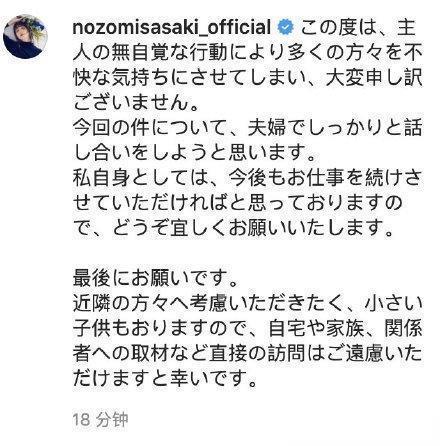 nozomisasaki_official この度は、主
人の無自覚な行動により多くの方々を不
快な気持ちにさせてしまい、大変申し訳
ございません。
今回の件について、夫婦でしっかりと話
し合いをしようと思います。
私自身としては、今後もお仕事を続けさ
せていただければと思っておりますの
で、どうぞ宜しくお願いいたします。
最後にお願いです。
近隣の方々へ考慮いただきたく、小さい
子供もおりますので、自宅や家族、関係
者への取材など直接の訪問はご遠慮いた
だけますと幸いです。
18 分钟